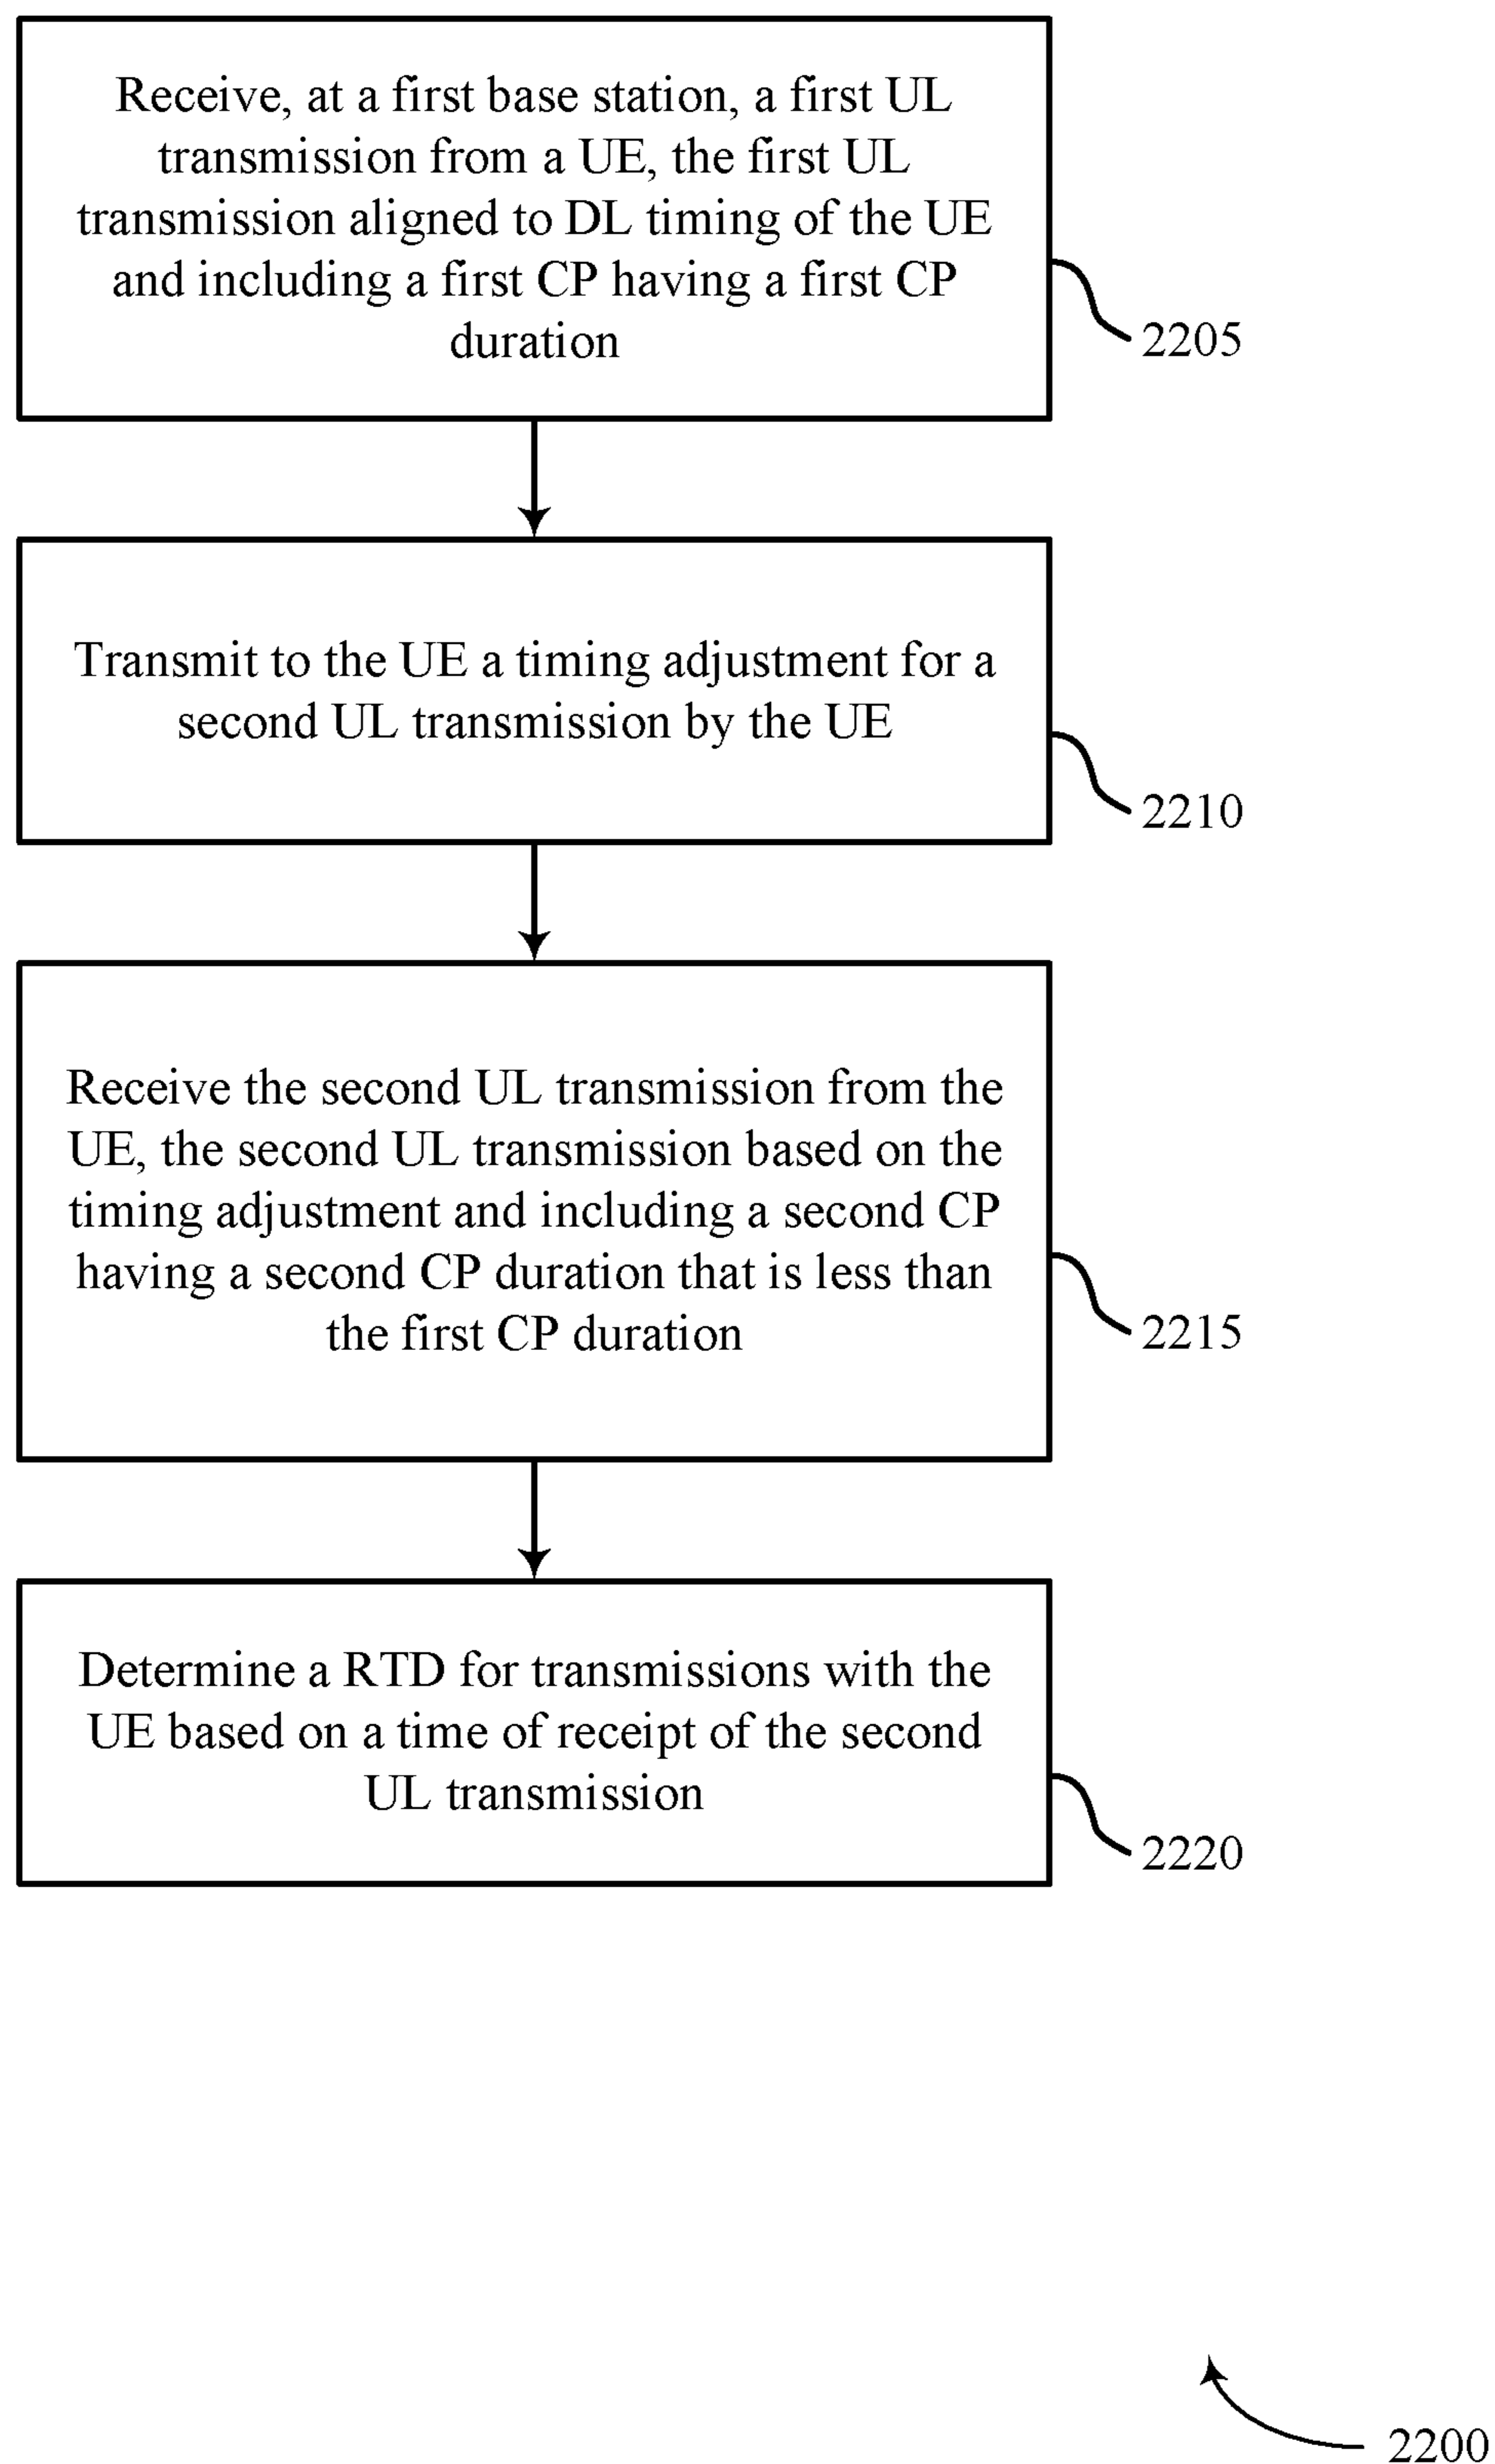 Receive, at a first base station, a first UL
transmission from a UE, the first UL
transmission aligned to DL timing of the UE
and including a first CP having a first CP
duration
2205
Transmit to the UE a timing adjustment for a
second UL transmission by the UE
2210
Receive the second UL transmission from the
UE, the second UL transmission based on the
timing adjustment and including a second CP
having a second CP duration that is less than
the first CP duration
2215
Determine a RTD for transmissions with the
UE based on a time of receipt of the second
UL transmission
2220
2200